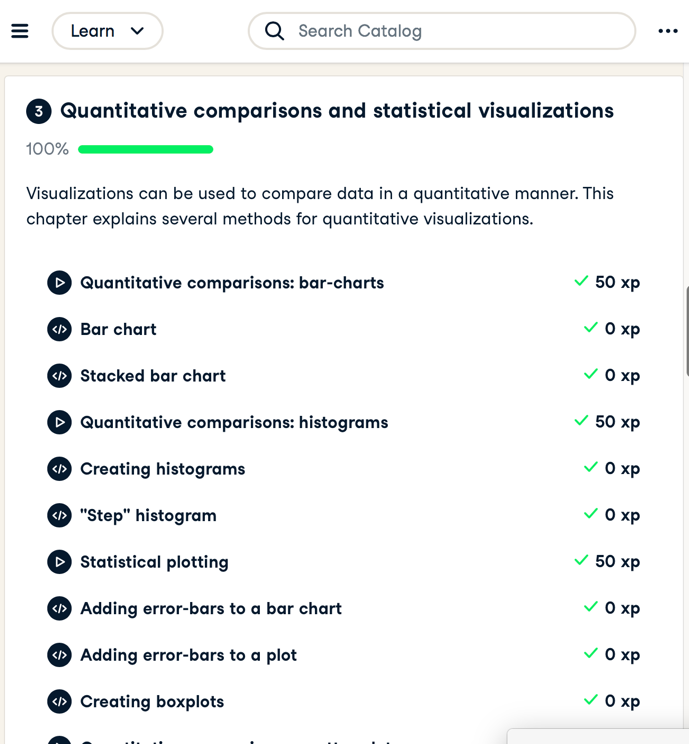 Learn
Search Catalog
3 Quantitative comparisons and statistical visualizations
100%
Visualizations can be used to compare data in a quantitative manner. This
chapter explains several methods for quantitative visualizations.
Quantitative comparisons: bar-charts 50 xp
Bar chart 0 xp
Stacked bar chart 0 xp
Quantitative comparisons: histograms 50 xp
Creating histograms 0 xp
"Step" histogram 0 xp
Statistical plotting 50 xp
Adding error-bars to a bar chart 0 xp
Adding error-bars to a plot 0 xp
Creating boxplots 0 xp